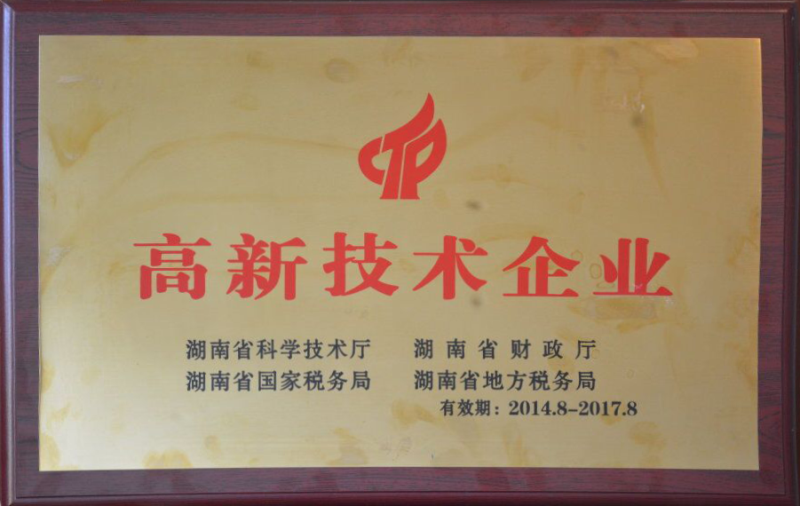 高新技术企业
湖南省科学技术厅 湖南省财政厅
湖南省国家税务局 湖南省地方税务局
有效期：2014.8-2017.8